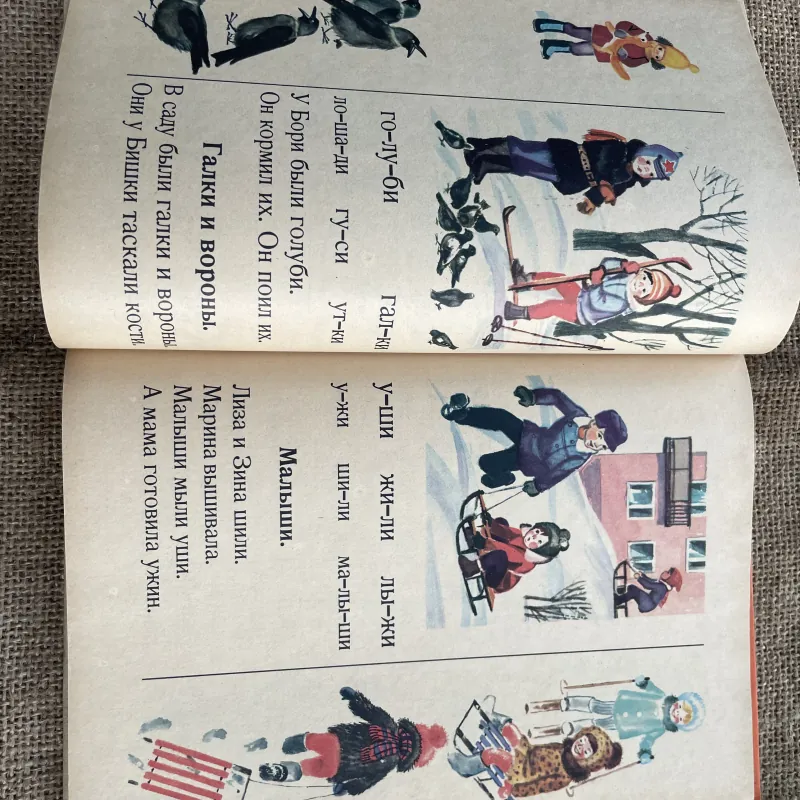 го-лу-би гал-ки
ло-ша-ди гу-си ут-ки
У Бори были голуби.
Он кормил их. Он поил их.
Галки и вороны.
В саду были галки и вороны
Они у Бишки таскали кости
у-ши жи-ли лы-жи
у-жи ши-ли ма-лы-ши
Малыши.
Лиза и Зина шили.
Марина вышивала.
Малыши мыли уши.
А мама готовила ужин.